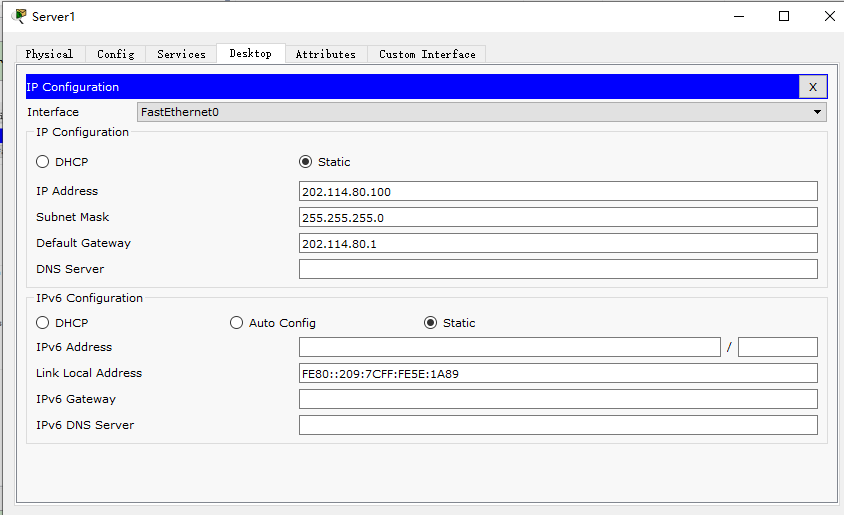 Server1
Physical Config Services Desktop Attributes Custom Interface
IP Configuration X
Interface FastEthernet0
IP Configuration
DHCP Static
IP Address 202.114.80.100
Subnet Mask 255.255.255.0
Default Gateway 202.114.80.1
DNS Server
IPv6 Configuration
DHCP Auto Config Static
IPv6 Address /
Link Local Address FE80::209:7CFF:FE5E:1A89
IPv6 Gateway
IPv6 DNS Server